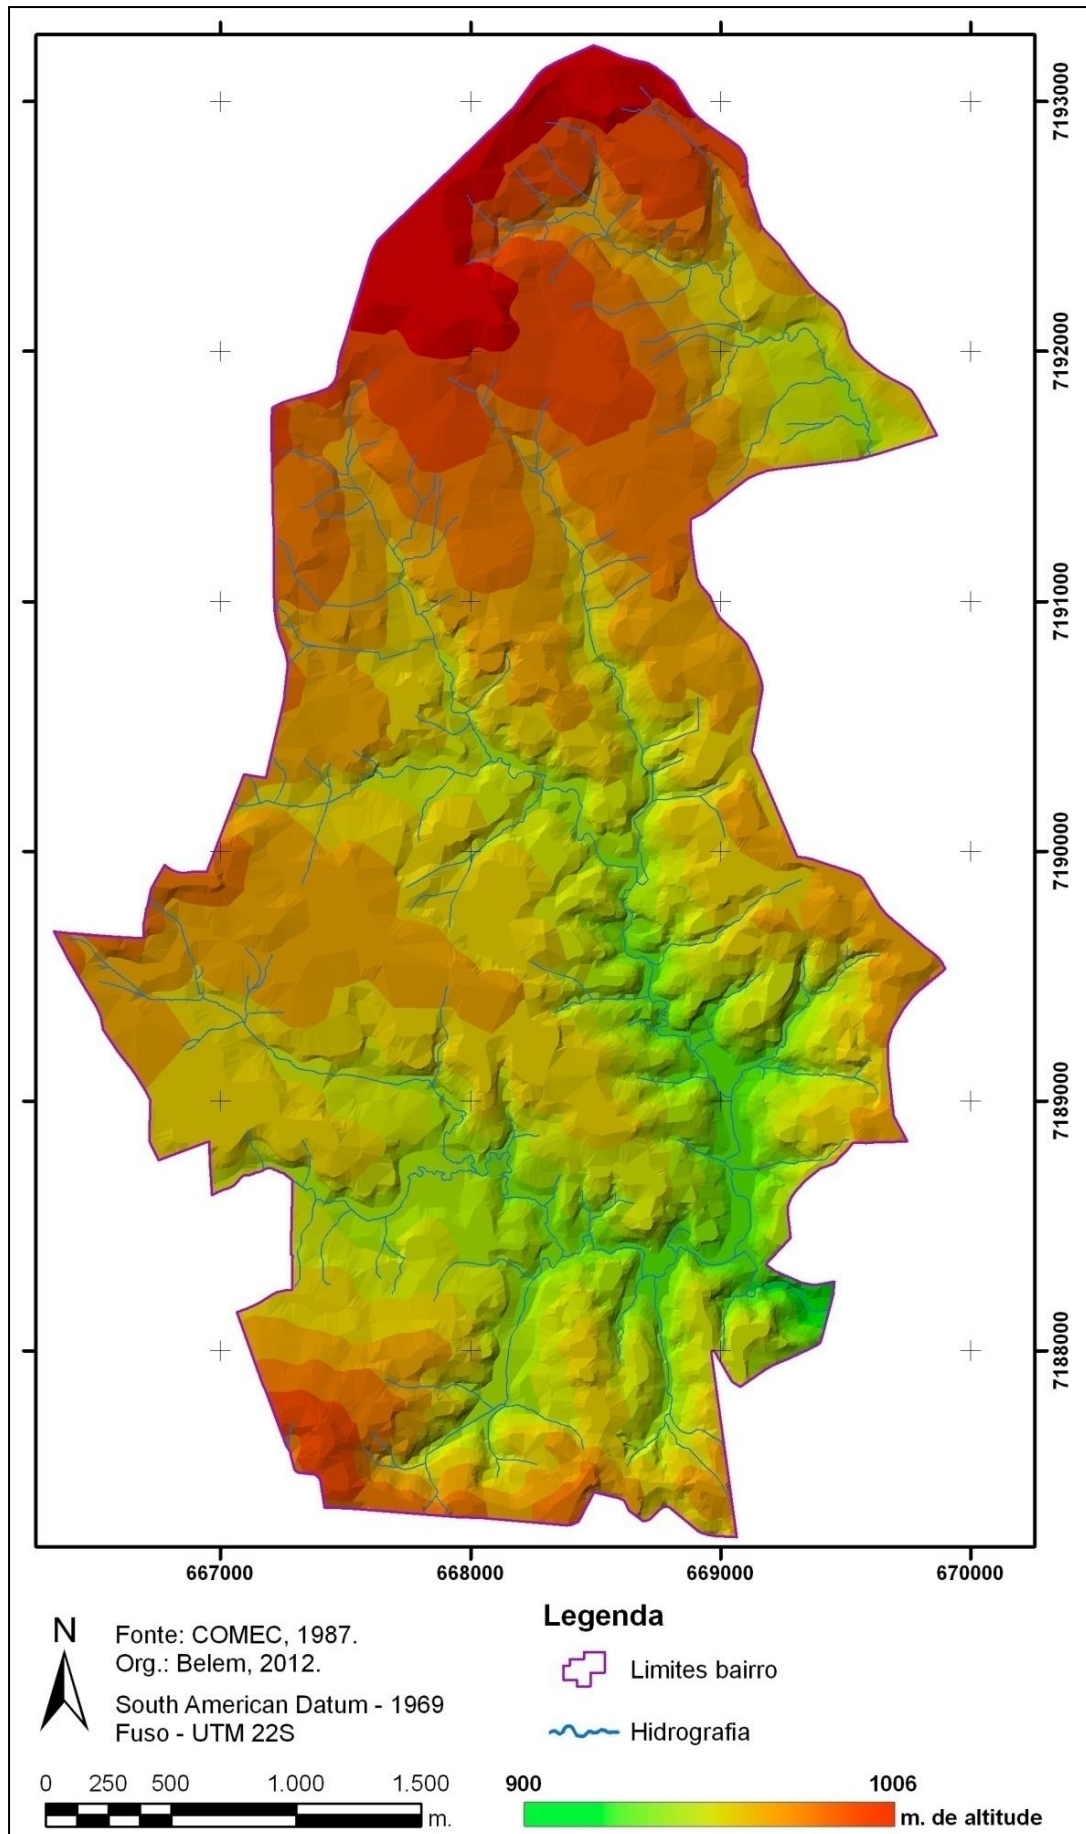 7193000
7192000
7191000
7190000
7189000
7188000
667000 668000 669000 670000
N
Fonte: COMEC, 1987.
Org.: Belem, 2012.
South American Datum - 1969
Fuso - UTM 22S
Legenda
Limites bairro
Hidrografia
0 250 500 1.000 1.500
m.
900 1006
m. de altitude